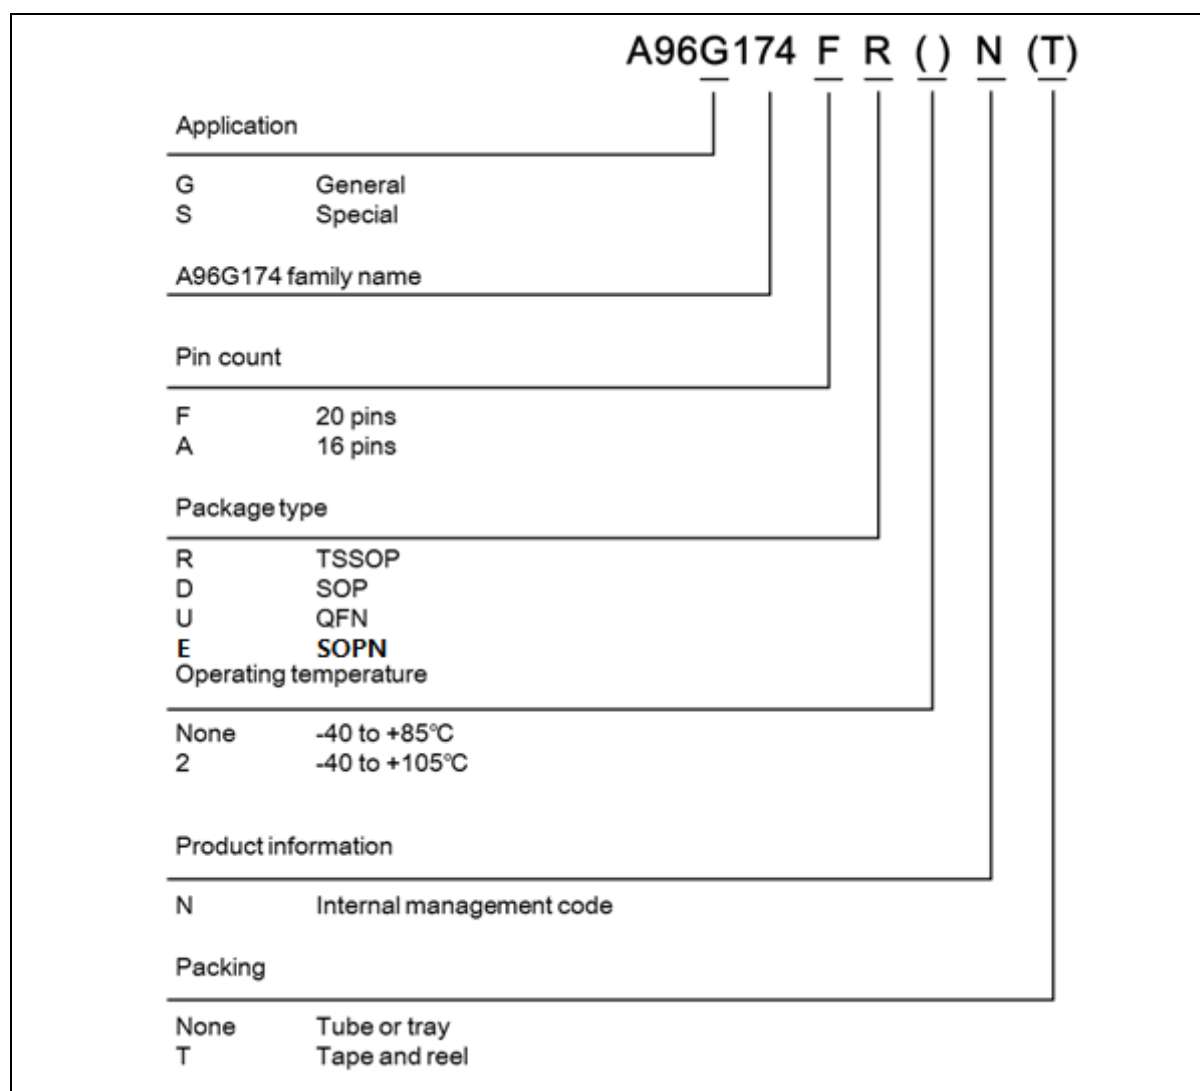 A96G174 F R ( ) N (T)
Application
G General
S Special
A96G174 family name
Pin count
F 20 pins
A 16 pins
Package type
R TSSOP
D SOP
U QFN
E SOPN
Operating temperature
None -40 to +85℃
2 -40 to +105℃
Product information
N Internal management code
Packing
None Tube or tray
T Tape and reel